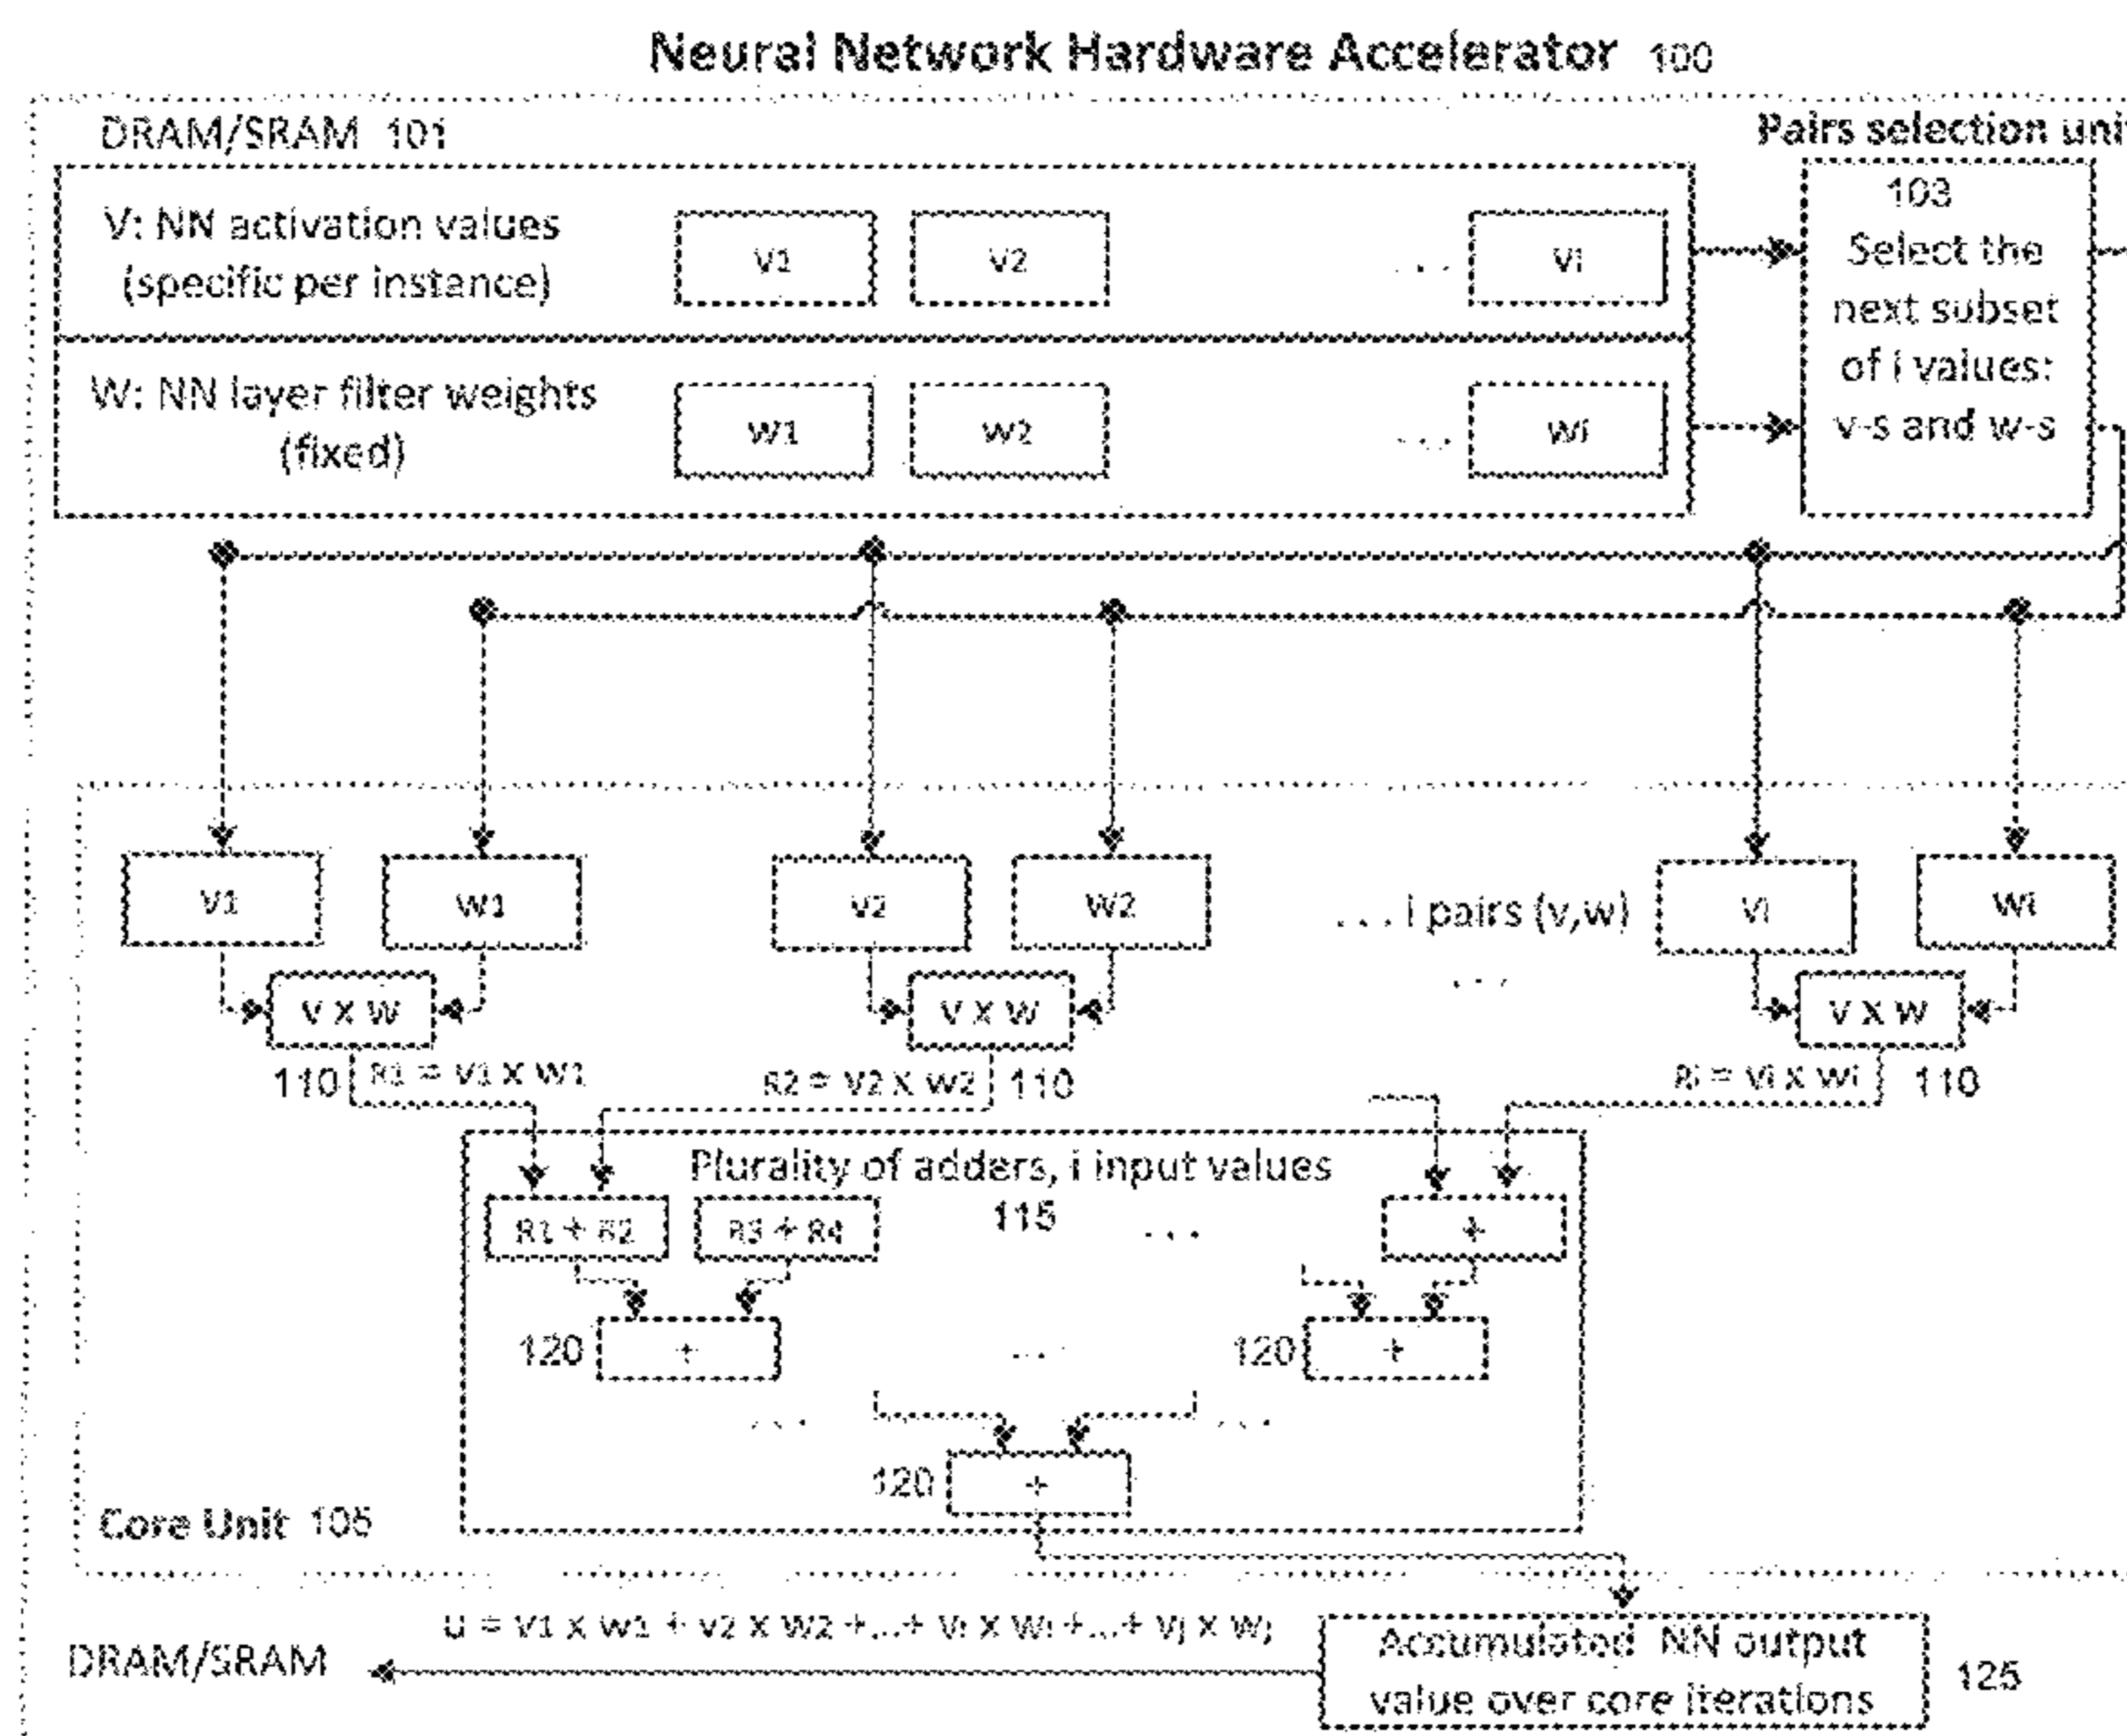 Neural Network Hardware Accelerator 100
DRAM/SRAM 101
Pairs selection unit
V: NN activation values
(specific per instance)
V1
V2
...
Vi
103
Select the
next subset
of i values:
v-s and w-s
W: NN layer filter weights
(fixed)
W1
W2
...
Wi
V1
W1
V2
W2
... i pairs (v,w)
Vi
Wi
V X W
V X W
...
V X W
110
R1 = V1 X W1
R2 = V2 X W2
110
Ri = Vi X Wi
110
Plurality of adders, i input values
115
R1 + R2
R3 + R4
...
+
120
+
...
120
+
...
...
120
+
Core Unit 105
U = V1 X W1 + V2 X W2 +...+ Vi X Wi +...+ Vj X Wj
DRAM/SRAM
Accumulated NN output
value over core iterations
125